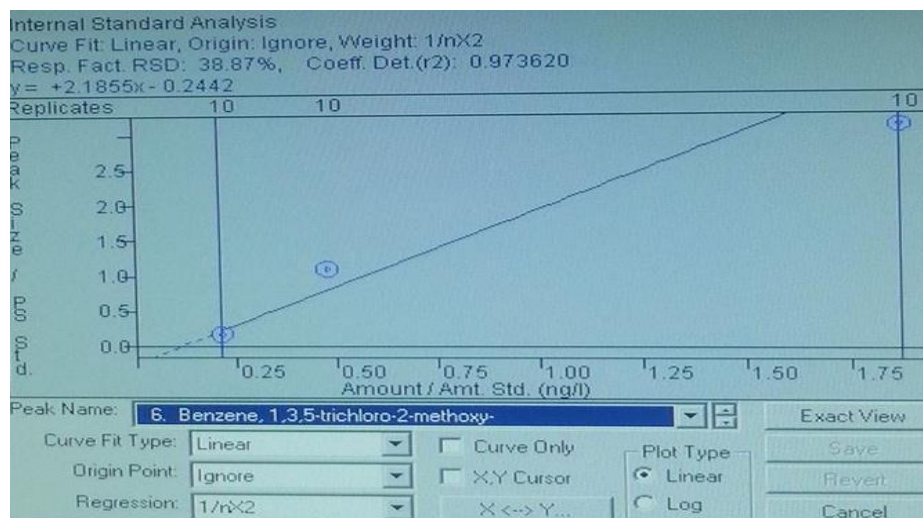 Internal Standard Analysis
Curve Fit: Linear, Origin: Ignore, Weight: 1/nX2
Resp. Fact. RSD: 38.87%, Coeff. Det.(r2): 0.973620
y = +2.1855x - 0.2442
Replicates 10 10 10
Peak Size / PS Std.
2.5
2.0
1.5
1.0
0.5
0.0
0.25 0.50 0.75 1.00 1.25 1.50 1.75
Amount / Amt. Std. (ng/l)
Peak Name: 6. Benzene, 1,3,5-trichloro-2-methoxy- Exact View
Curve Fit Type: Linear Curve Only Plot Type Save
Origin Point: Ignore X,Y Cursor Linear Revert
Regression: 1/nX2 X <--> Y... Log Cancel